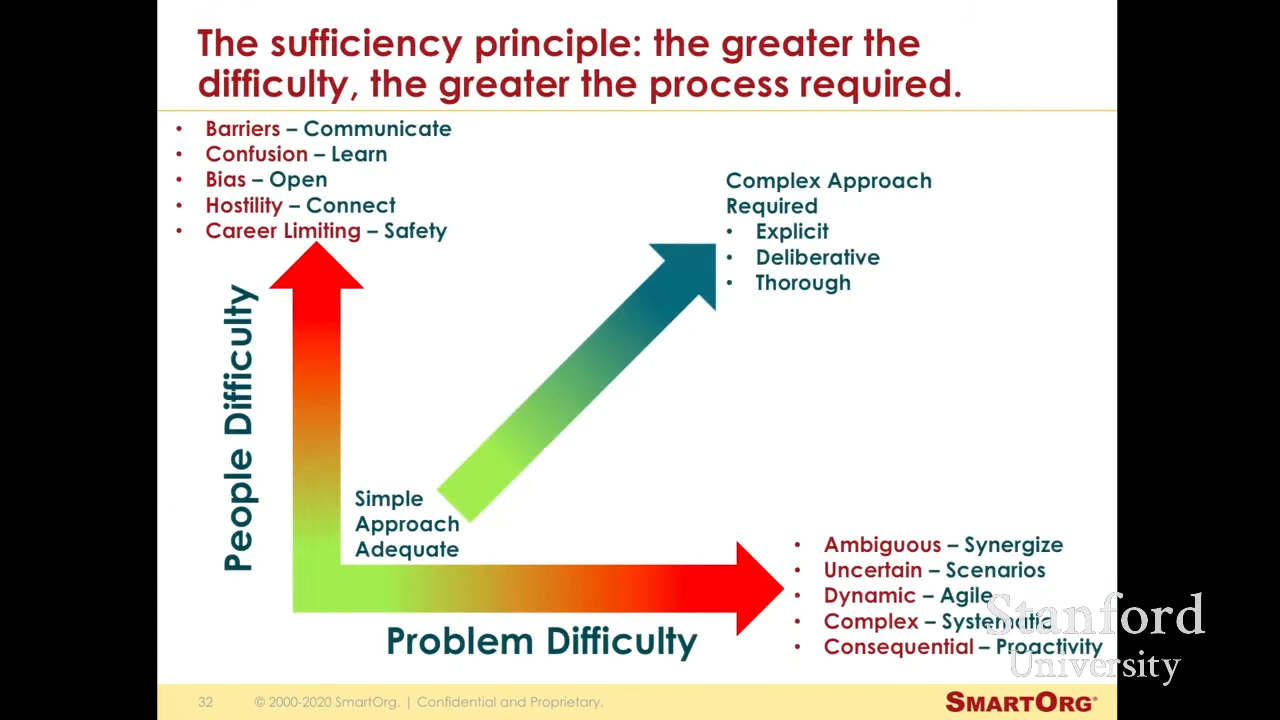 The sufficiency principle: the greater the
difficulty, the greater the process required.
• Barriers – Communicate
• Confusion – Learn
• Bias – Open
• Hostility – Connect
• Career Limiting – Safety
Complex Approach
Required
• Explicit
• Deliberative
• Thorough
People Difficulty
Simple
Approach
Adequate
• Ambiguous – Synergize
• Uncertain – Scenarios
• Dynamic – Agile
• Complex – Systematic
• Consequential – Proactivity
Problem Difficulty
Stanford
University
32 © 2000-2020 SmartOrg. | Confidential and Proprietary.
SMARTORG®